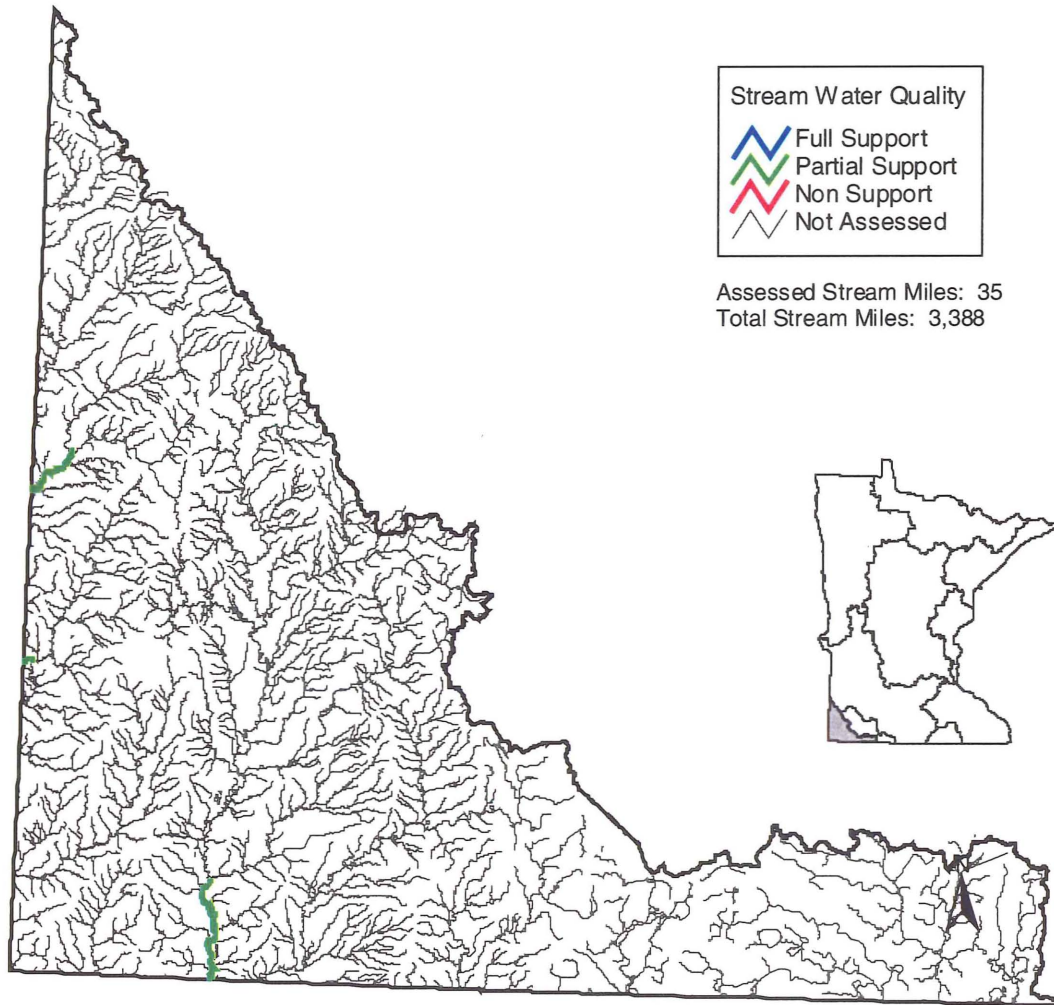 Stream Water Quality
Full Support
Partial Support
Non Support
Not Assessed
Assessed Stream Miles: 35
Total Stream Miles: 3,388